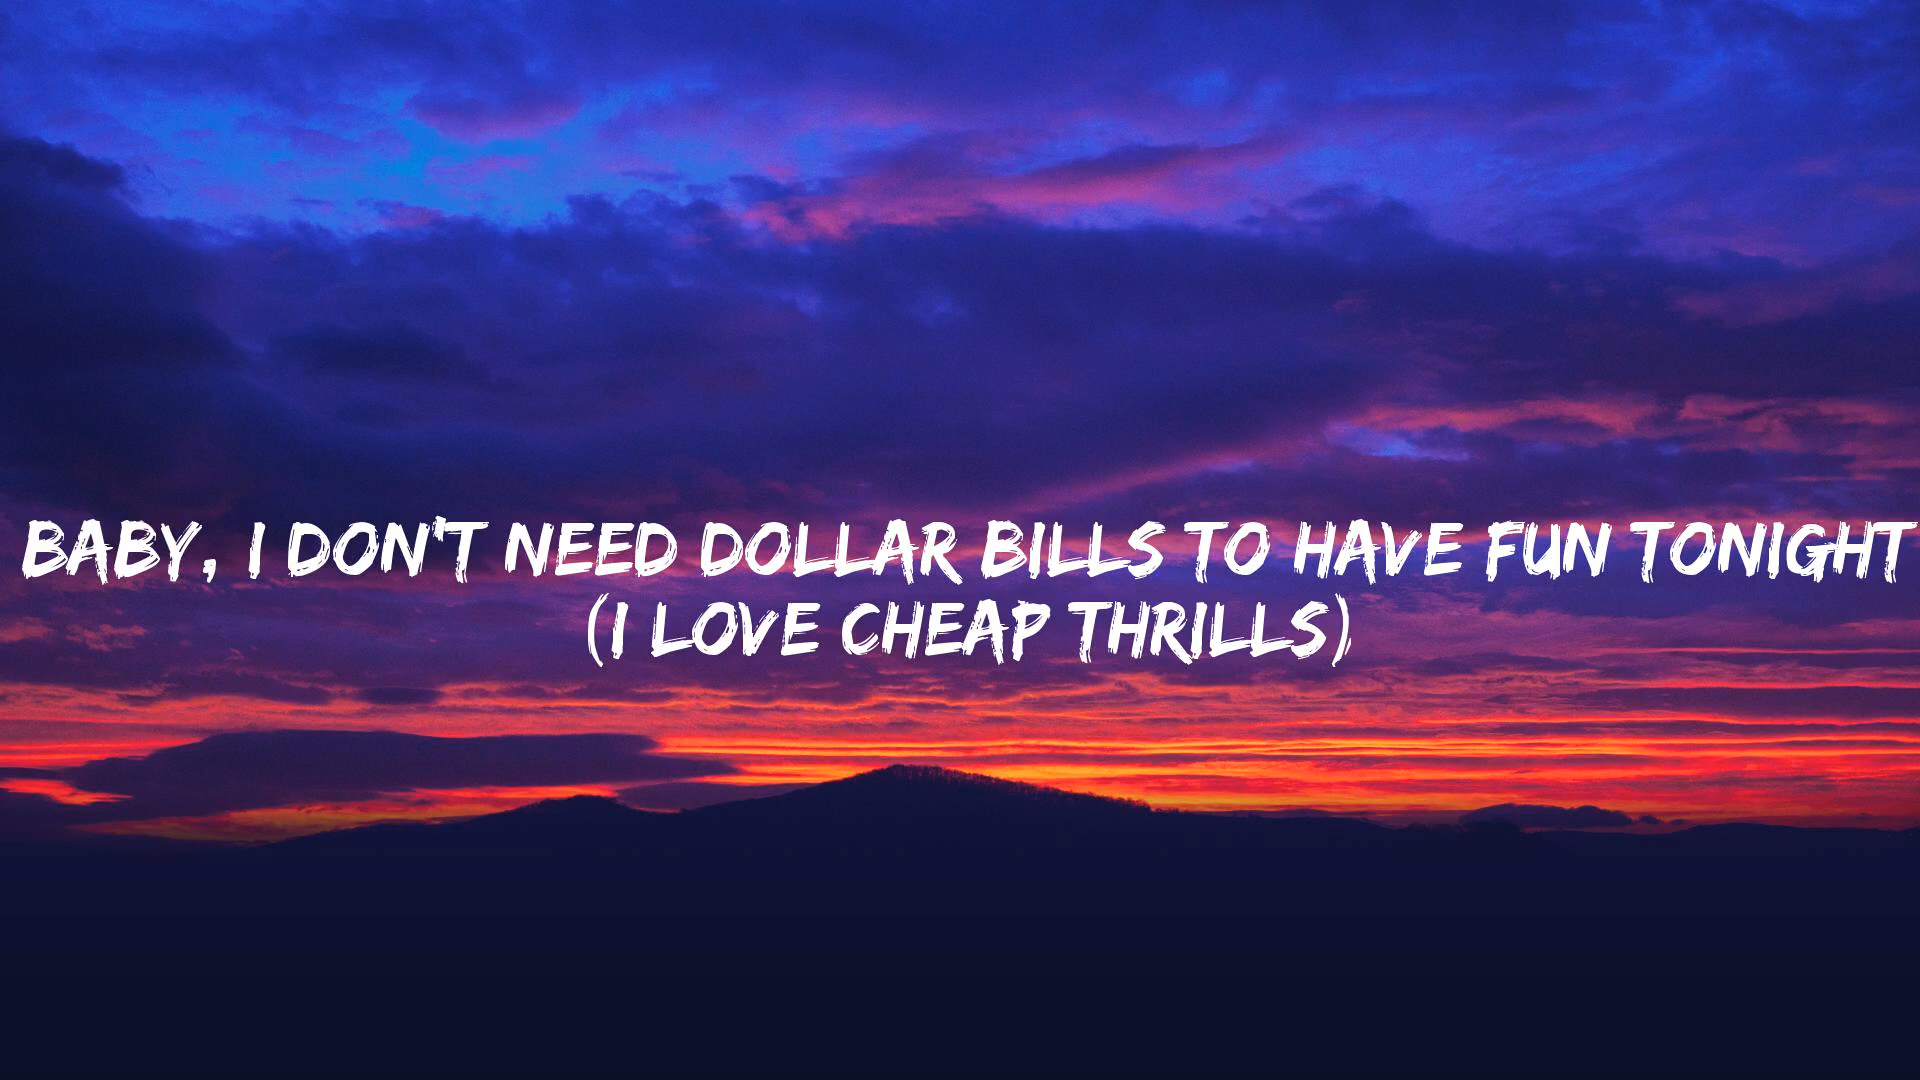 BABY, I DON'T NEED DOLLAR BILLS TO HAVE FUN TONIGHT
(I LOVE CHEAP THRILLS)